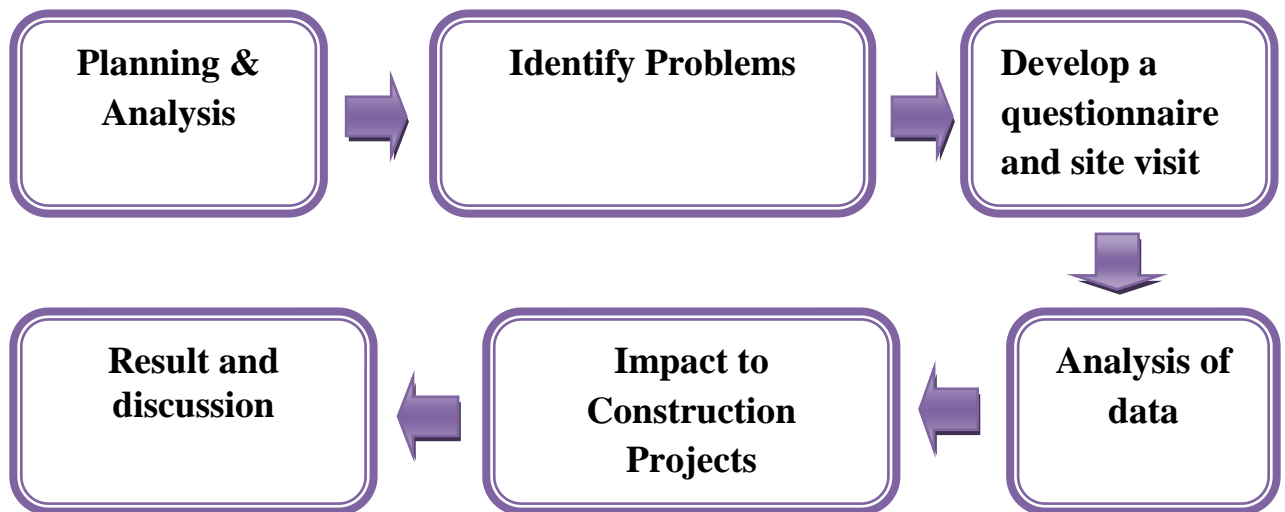 Planning &
Analysis
Identify Problems
Develop a
questionnaire
and site visit
Analysis of
data
Impact to
Construction
Projects
Result and
discussion